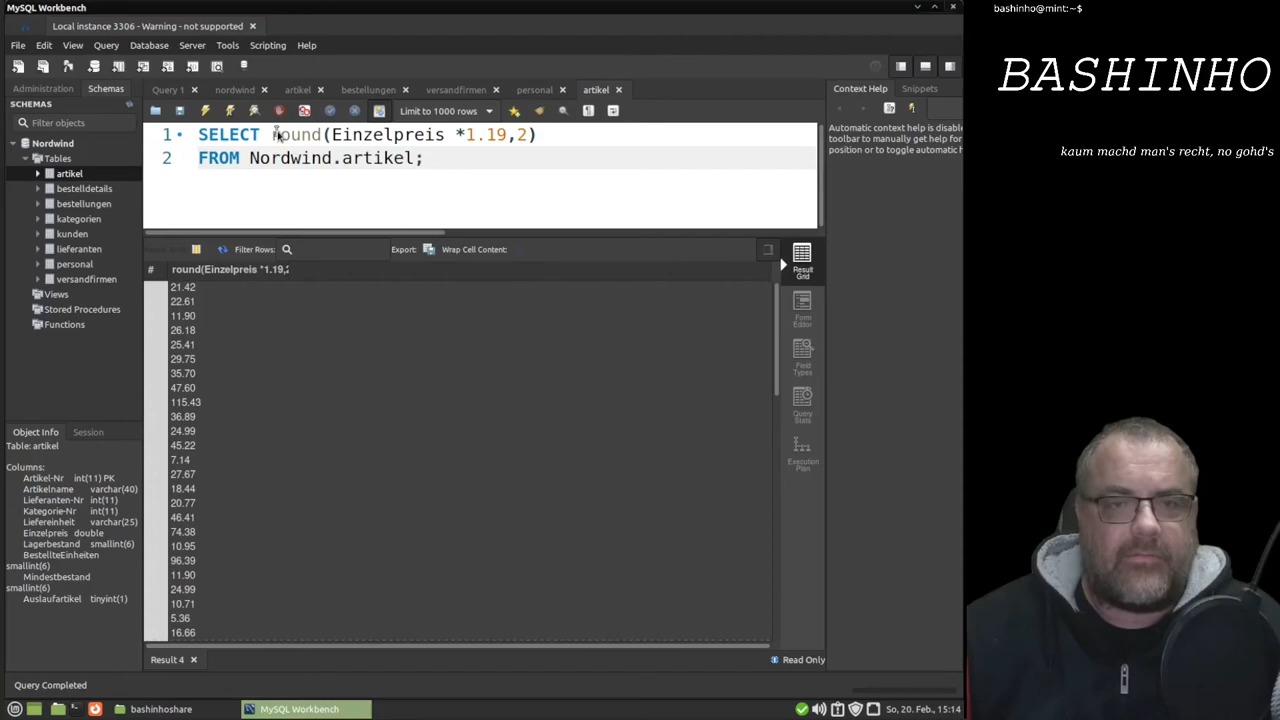 MySQL Workbench
bashinho@mint:~$
Local instance 3306 - Warning - not supported
File Edit View Query Database Server Tools Scripting Help
BASHINHO
kaum machd man's recht, no gohd's
Administration Schemas
Query 1 nordwind artikel bestellungen versandfirmen personal artikel
Context Help Snippets
SCHEMAS
Filter objects
Limit to 1000 rows
Automatic context help is disable
position or to toggle automatic h
Nordwind
Tables
artikel
bestelldetails
bestellungen
kategorien
kunden
lieferanten
personal
versandfirmen
Views
Stored Procedures
Functions
1 SELECT round(Einzelpreis *1.19,2)
2 FROM Nordwind.artikel;
Filter Rows: Export: Wrap Cell Content:
# round(Einzelpreis *1.19,2
21.42
22.61
11.90
26.18
25.41
29.75
35.70
47.60
115.43
36.89
24.99
45.22
7.14
27.67
18.44
20.77
46.41
74.38
10.95
96.39
11.90
24.99
10.71
5.36
16.66
Result Grid
Form Editor
Field Types
Query Stats
Execution Plan
Object Info Session
Table: artikel
Columns:
Artikel-Nr int(11) PK
Artikelname varchar(40)
Lieferanten-Nr int(11)
Kategorie-Nr int(11)
Liefereinheit varchar(25)
Einzelpreis double
Lagerbestand smallint(6)
BestellteEinheiten
smallint(6)
Mindestbestand
smallint(6)
Auslaufartikel tinyint(1)
Result 4
Read Only
Query Completed
bashinhoshare
MySQL Workbench
So, 20. Feb., 15:14